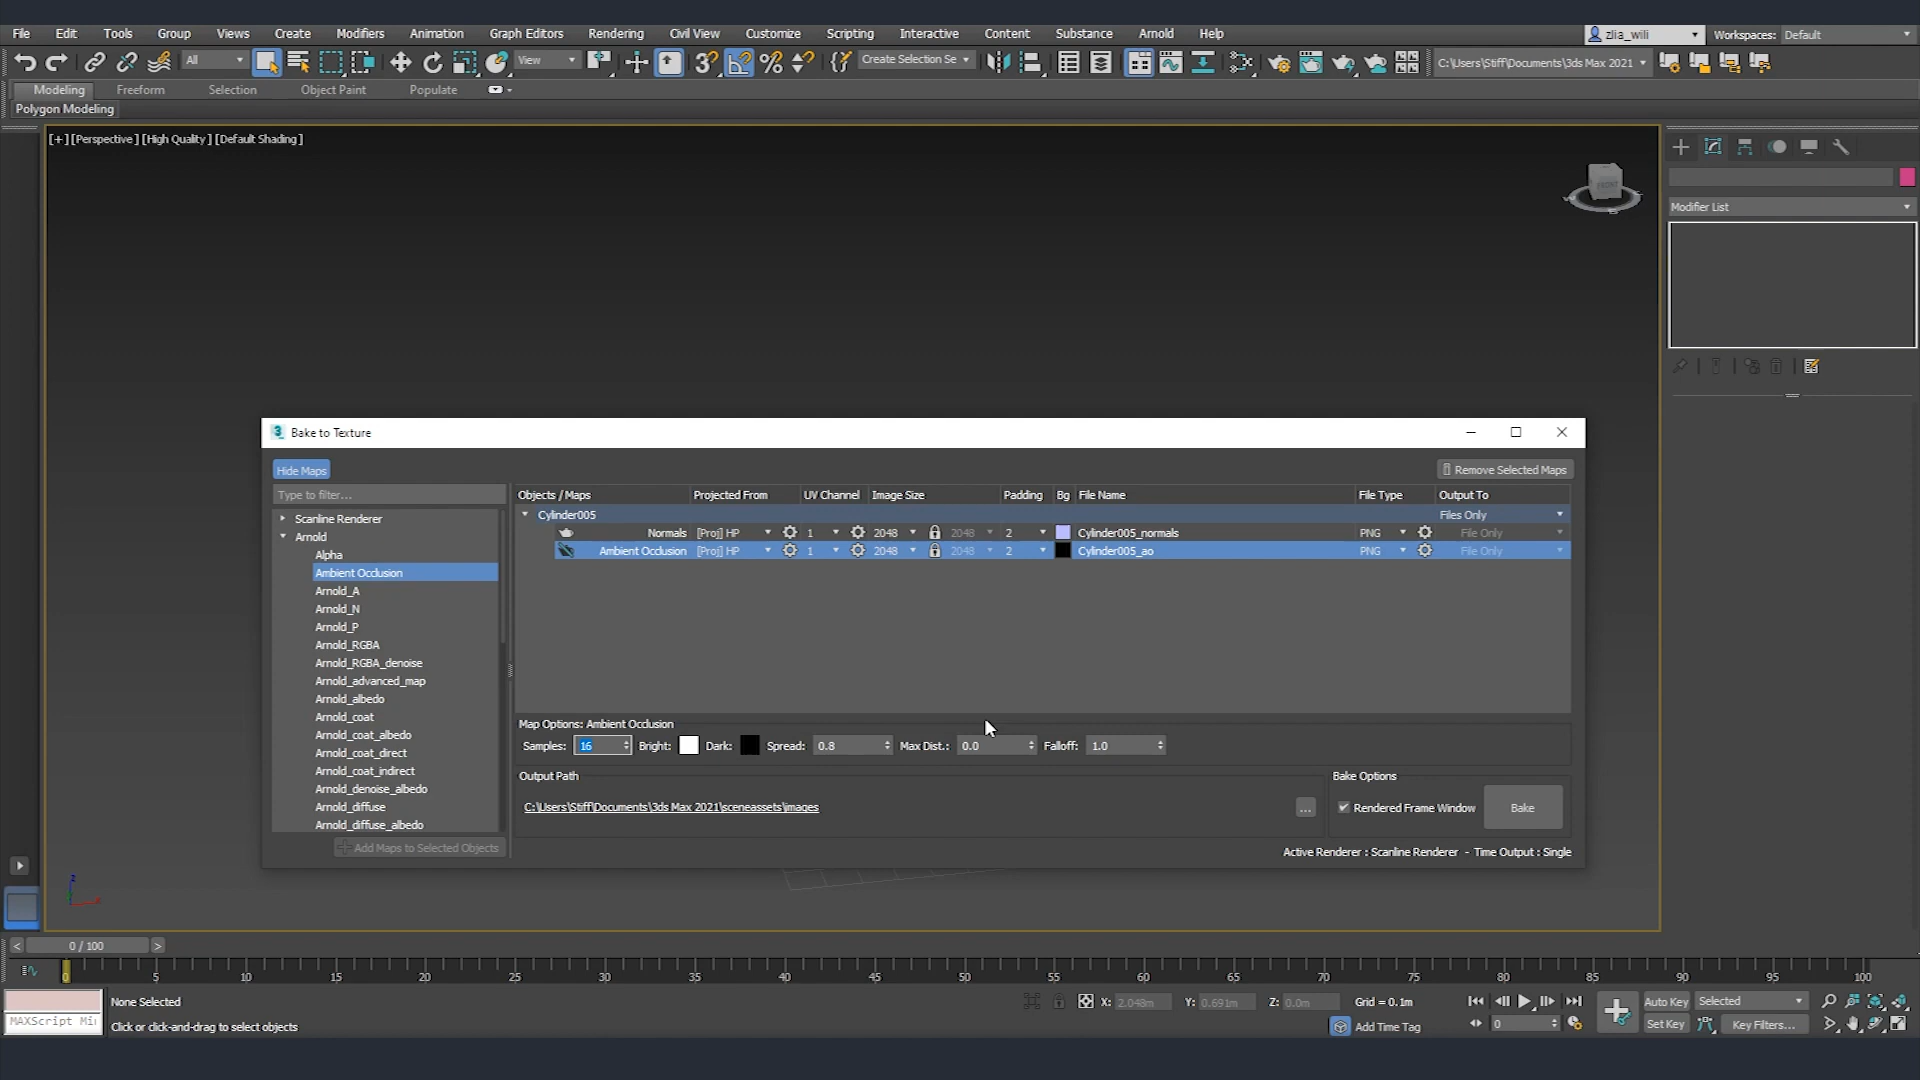 File Edit Tools Group Views Create Modifiers Animation Graph Editors Rendering Civil View Customize Scripting Interactive Content Substance Arnold Help zlia_wili Workspaces: Default
All View Create Selection Se C:\Users\Stiff\Documents\3ds Max 2021
Modeling Freeform Selection Object Paint Populate
Polygon Modeling
[+] [Perspective] [High Quality] [Default Shading]
FRONT
Modifier List
3 Bake to Texture
Hide Maps Remove Selected Maps
Type to filter... Objects / Maps Projected From UV Channel Image Size Padding Bg File Name File Type Output To
Scanline Renderer Cylinder005 Files Only
Arnold Normals [Proj] HP 1 2048 2048 2 Cylinder005_normals PNG File Only
Alpha Ambient Occlusion [Proj] HP 1 2048 2048 2 Cylinder005_ao PNG File Only
Ambient Occlusion
Arnold_A
Arnold_N
Arnold_P
Arnold_RGBA
Arnold_RGBA_denoise
Arnold_advanced_map
Arnold_albedo
Arnold_coat
Arnold_coat_albedo
Arnold_coat_direct
Arnold_coat_indirect
Arnold_denoise_albedo
Arnold_diffuse
Arnold_diffuse_albedo
Add Maps to Selected Objects
Map Options: Ambient Occlusion
Samples: 16 Bright: Dark: Spread: 0.8 Max Dist.: 0.0 Falloff: 1.0
Output Path Bake Options
C:\Users\Stiff\Documents\3ds Max 2021\sceneassets\images ... Rendered Frame Window Bake
Active Renderer : Scanline Renderer - Time Output : Single
z
x
< 0 / 100 >
0 5 10 15 20 25 30 35 40 45 50 55 60 65 70 75 80 85 90 95 100
None Selected X: 2.048m Y: 0.691m Z: 0.0m Grid = 0.1m Auto Key Selected
MAXScript Mi Click or click-and-drag to select objects Add Time Tag 0 Set Key Key Filters...